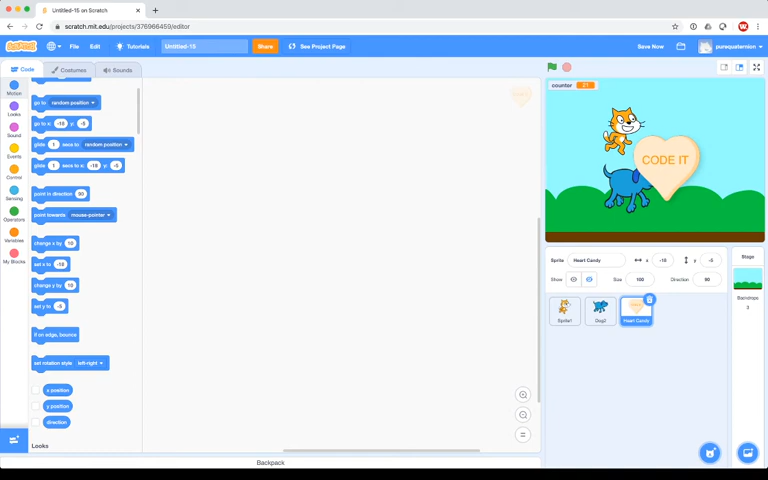 Untitled-15 on Scratch
scratch.mit.edu/projects/376966459/editor
SCRATCH
File
Edit
Tutorials
Untitled-15
Share
See Project Page
Save Now
purequaternion
Code
Costumes
Sounds
Motion
Looks
Sound
Events
Control
Sensing
Operators
Variables
My Blocks
go to random position
go to x: -18 y: -5
glide 1 secs to random position
glide 1 secs to x: -18 y: -5
point in direction 90
point towards mouse-pointer
change x by 10
set x to -18
change y by 10
set y to -5
if on edge, bounce
set rotation style left-right
x position
y position
direction
Looks
Backpack
counter 21
CODE IT
Sprite Heart Candy x -18 y -5
Show Size 100 Direction 90
Sprite1
Dog2
Heart Candy
Stage
Backdrops
3